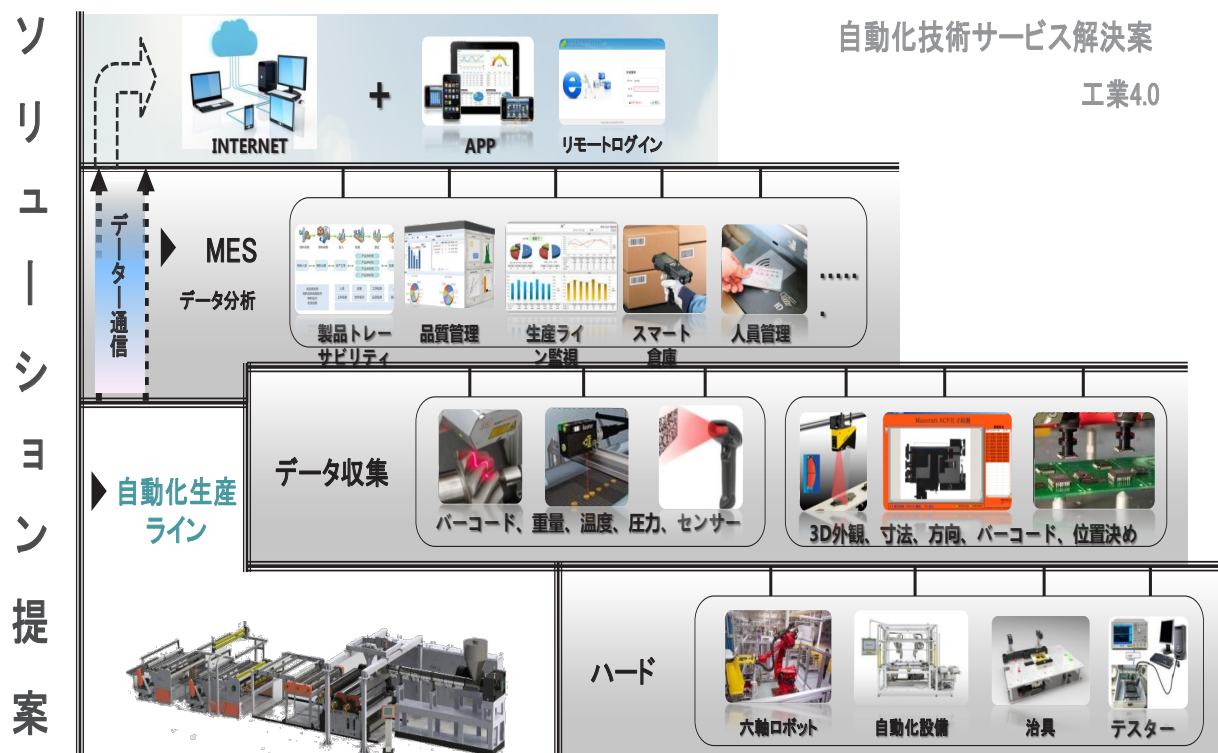 ソリューション提案
自動化技術サービス解決案
工業4.0
INTERNET
+
APP
リモートログイン
データー通信
MES
データ分析
製品トレー
サビリティ
品質管理
生産ライ
ン監視
スマート
倉庫
人員管理
......
自動化生産
ライン
データ収集
バーコード、重量、温度、圧力、センサー
3D外観、寸法、方向、バーコード、位置決め
ハード
六軸ロボット
自動化設備
治具
テスター